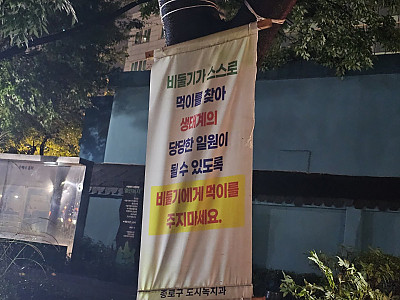 비둘기가 스스로
먹이를 찾아
생태계의
당당한 일원이
될 수 있도록
비둘기에게 먹이를
주지마세요.
종로구 도시녹지과